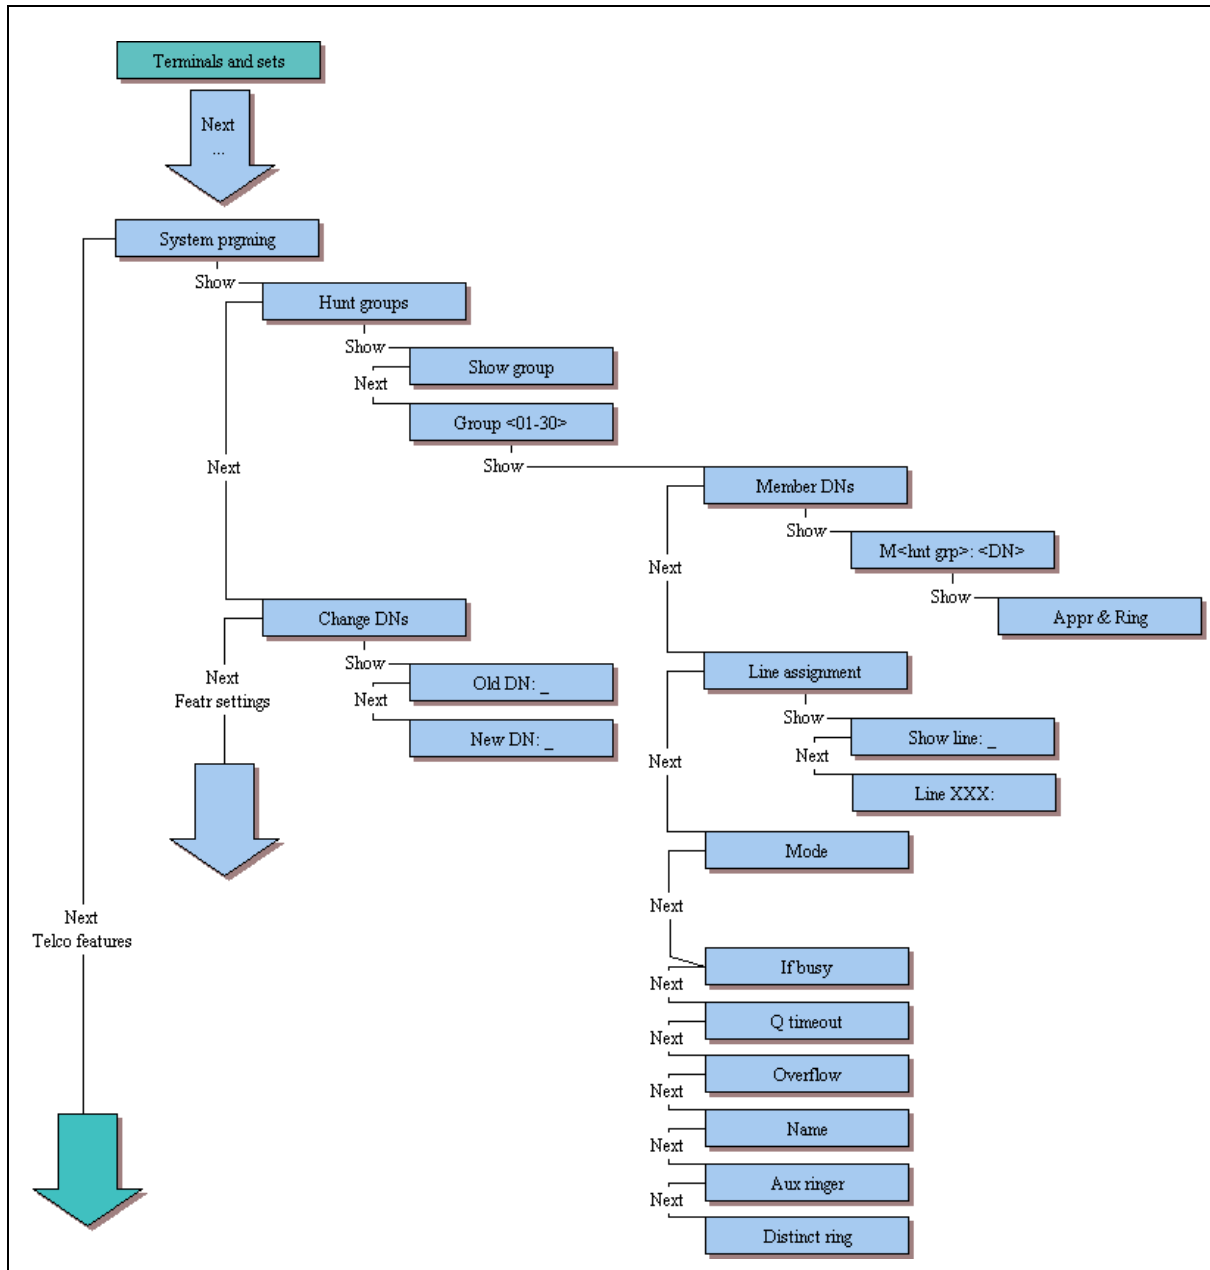 Terminals and sets
Next
...
System prgming
Show
Hunt groups
Show
Show group
Next
Group <01-30>
Show
Next
Member DNs
Show
M<hnt grp>: <DN>
Next
Show
Appr & Ring
Change DNs
Show
Next
Featr settings
Old DN: _
Next
New DN: _
Line assignment
Show
Show line: _
Next
Next
Line XXX:
Mode
Next
Next
Telco features
If busy
Next
Q timeout
Next
Overflow
Next
Name
Next
Aux ringer
Next
Distinct ring